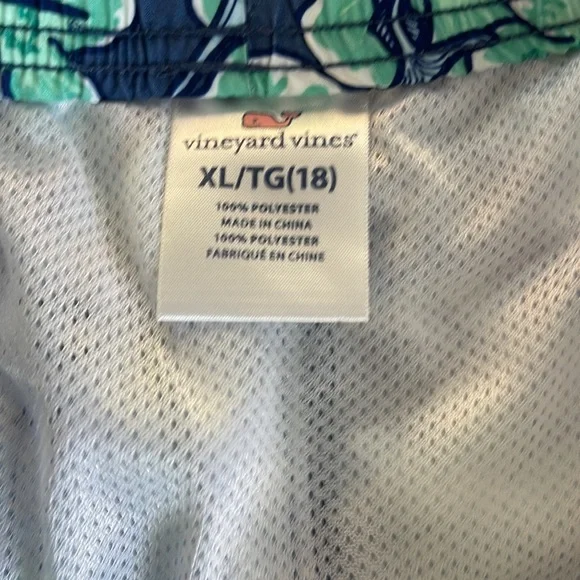 vineyard vines®
XL/TG(18)
100% POLYESTER
MADE IN CHINA
100% POLYESTER
FABRIQUÉ EN CHINE